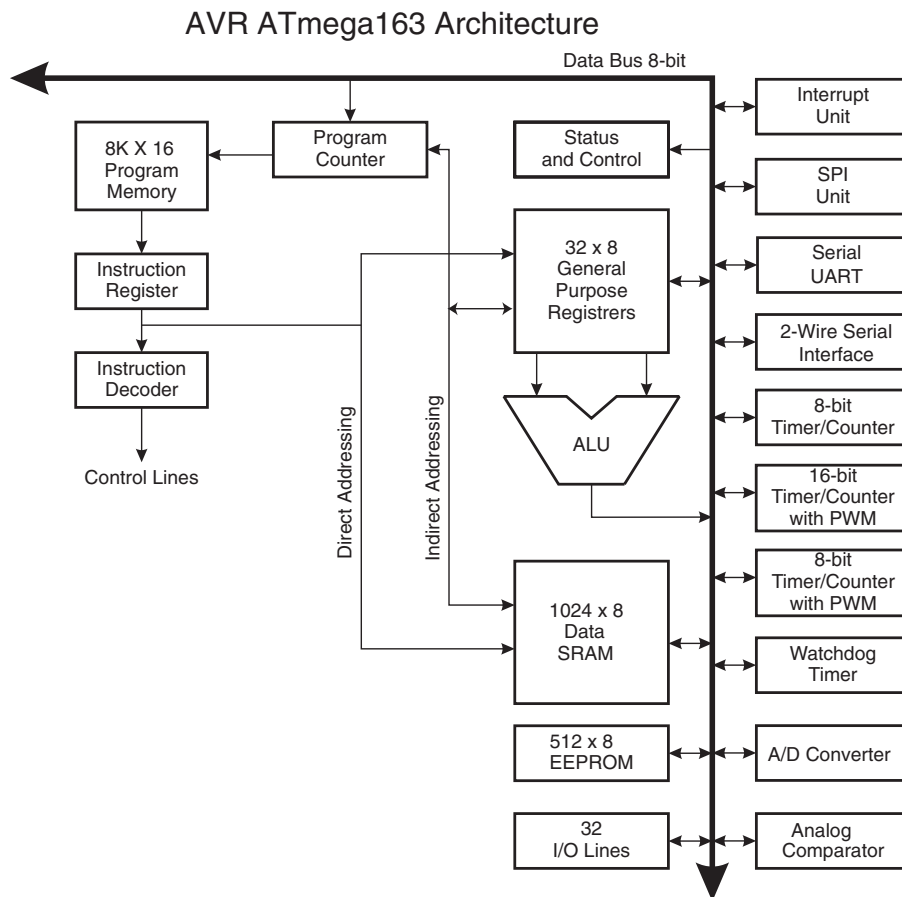 AVR ATmega163 Architecture
Data Bus 8-bit
8K X 16
Program
Memory
Program
Counter
Status
and Control
Interrupt
Unit
SPI
Unit
Instruction
Register
32 x 8
General
Purpose
Registrers
Serial
UART
2-Wire Serial
Interface
Instruction
Decoder
8-bit
Timer/Counter
Control Lines
Direct Addressing
Indirect Addressing
ALU
16-bit
Timer/Counter
with PWM
8-bit
Timer/Counter
with PWM
1024 x 8
Data
SRAM
Watchdog
Timer
512 x 8
EEPROM
A/D Converter
32
I/O Lines
Analog
Comparator